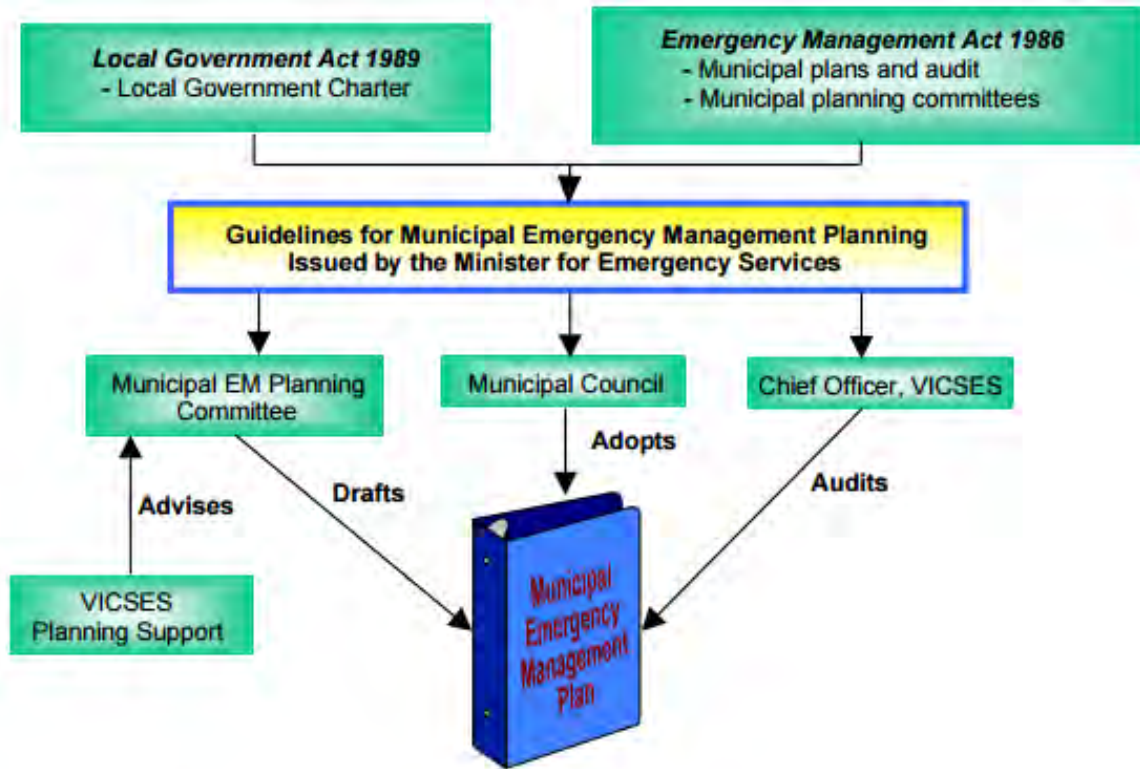 Local Government Act 1989
- Local Government Charter
Emergency Management Act 1986
- Municipal plans and audit
- Municipal planning committees
Guidelines for Municipal Emergency Management Planning
Issued by the Minister for Emergency Services
Municipal EM Planning
Committee
Municipal Council
Chief Officer, VICSES
Adopts
Advises
Drafts
Audits
VICSES
Planning Support
Municipal
Emergency
Management
Plan